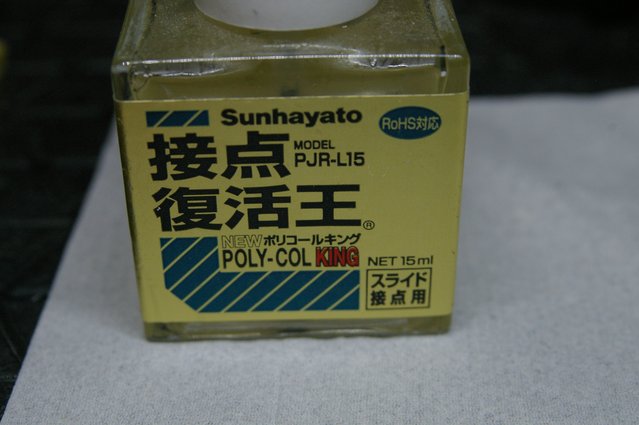 Sunhayato
RoHS対応
接点
MODEL
PJR-L15
復活王®
NEWポリコールキング
POLY-COL KING
NET 15ml
スライド
接点用